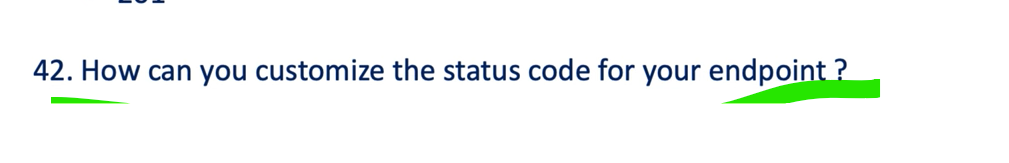 42. How can you customize the status code for your endpoint ?